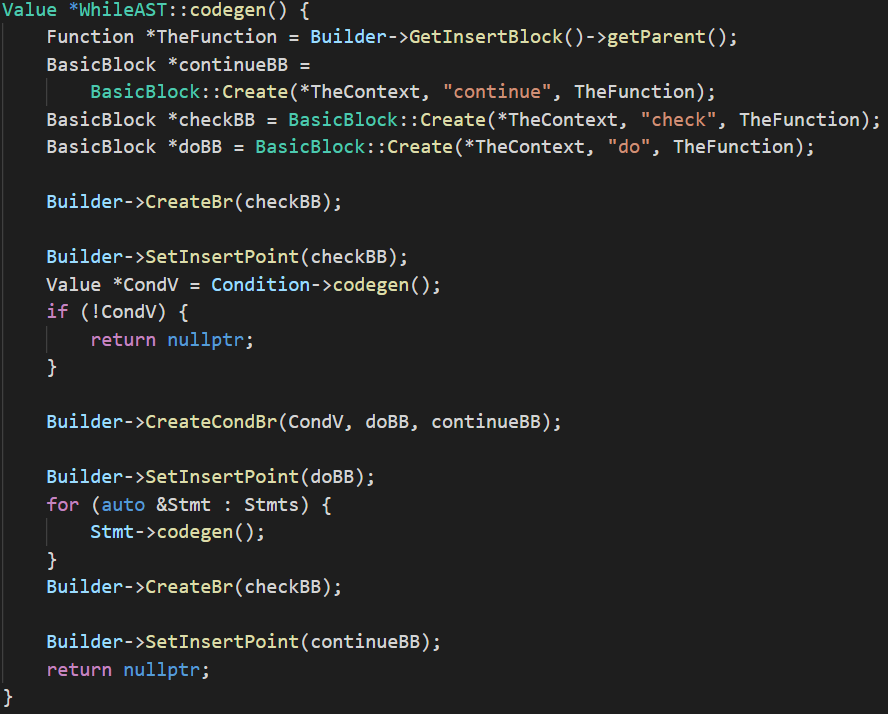 Value *WhileAST::codegen() {
    Function *TheFunction = Builder->GetInsertBlock()->getParent();
    BasicBlock *continueBB =
        BasicBlock::Create(*TheContext, "continue", TheFunction);
    BasicBlock *checkBB = BasicBlock::Create(*TheContext, "check", TheFunction);
    BasicBlock *doBB = BasicBlock::Create(*TheContext, "do", TheFunction);

    Builder->CreateBr(checkBB);

    Builder->SetInsertPoint(checkBB);
    Value *CondV = Condition->codegen();
    if (!CondV) {
        return nullptr;
    }

    Builder->CreateCondBr(CondV, doBB, continueBB);

    Builder->SetInsertPoint(doBB);
    for (auto &Stmt : Stmts) {
        Stmt->codegen();
    }
    Builder->CreateBr(checkBB);

    Builder->SetInsertPoint(continueBB);
    return nullptr;
}